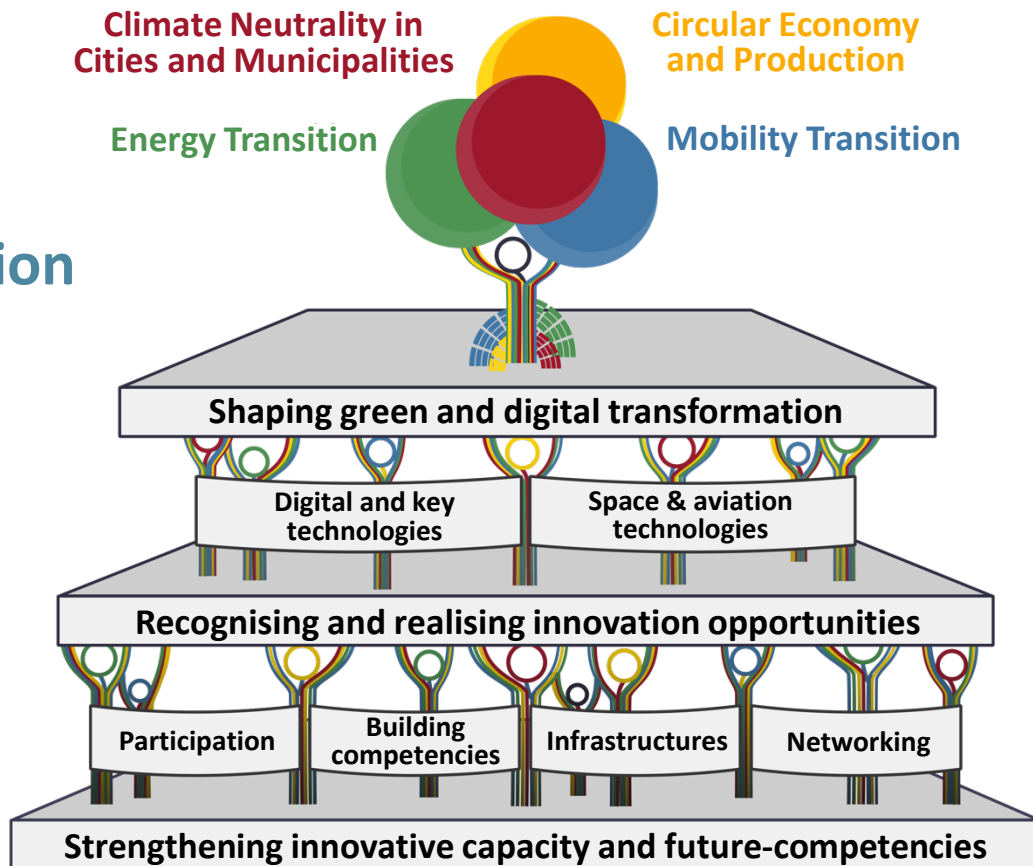 Climate Neutrality in
Cities and Municipalities
Circular Economy
and Production
Energy Transition
Mobility Transition
Shaping green and digital transformation
Digital and key
technologies
Space & aviation
technologies
Recognising and realising innovation opportunities
Participation
Building
competencies
Infrastructures
Networking
Strengthening innovative capacity and future-competencies